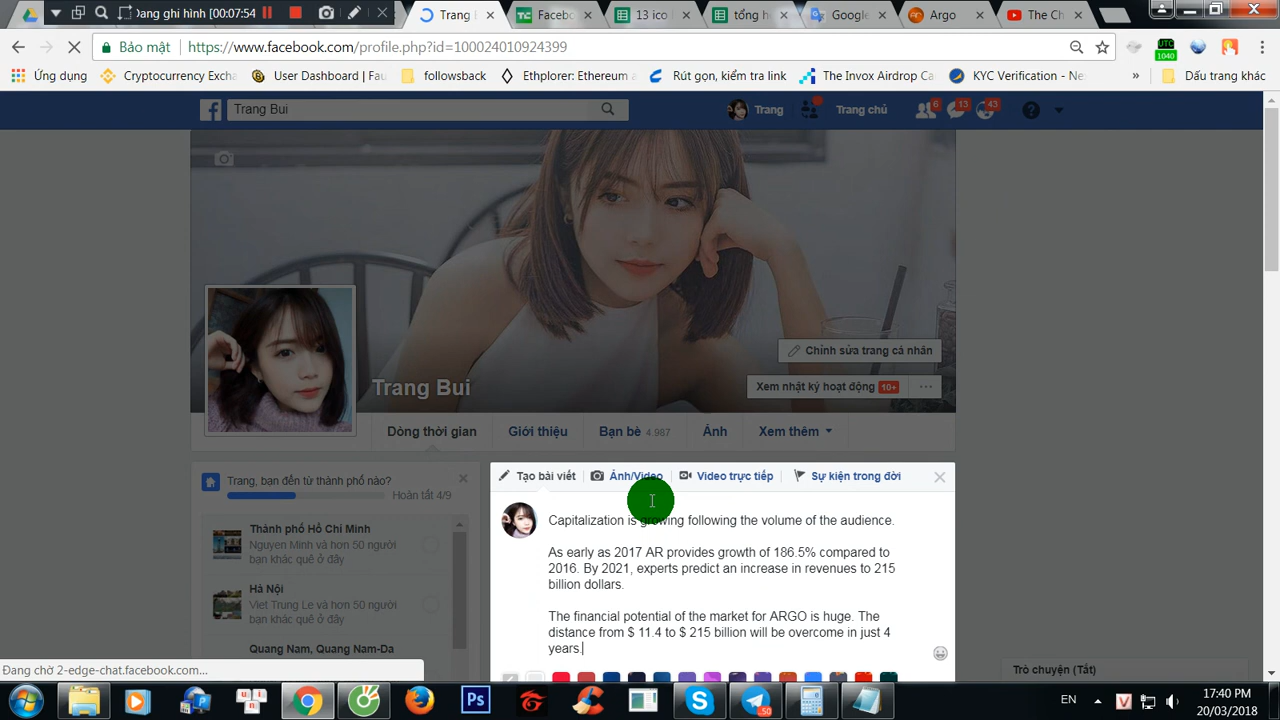 Đang ghi hình [00:07:54]
Trang
Faceb
13 ico
tổng h
Google
Argo
The Ch
Bảo mật
https://www.facebook.com/profile.php?id=100024010924399
UTC
1040
Ứng dụng
Cryptocurrency Excha
User Dashboard | Fau
followsback
Ethplorer: Ethereum
Rút gọn, kiểm tra link
The Invox Airdrop Ca
KYC Verification - Ne
»
Dấu trang khác
Trang Bui
Trang
Trang chủ
6
13
43
Chỉnh sửa trang cá nhân
Trang Bui
Xem nhật ký hoạt động 10+
Dòng thời gian
Giới thiệu
Bạn bè 4.987
Ảnh
Xem thêm
Trang, bạn đến từ thành phố nào?
Hoàn tất 4/9
Thành phố Hồ Chí Minh
Nguyen Minh và hơn 50 người
bạn khác quê ở đây
Hà Nội
Viet Trung Le và hơn 50 người
bạn khác quê ở đây
Quang Nam, Quang Nam-Da
Tạo bài viết
Ảnh/Video
Video trực tiếp
Sự kiện trong đời
Capitalization is growing following the volume of the audience.
As early as 2017 AR provides growth of 186.5% compared to
2016. By 2021, experts predict an increase in revenues to 215
billion dollars.
The financial potential of the market for ARGO is huge. The
distance from $ 11.4 to $ 215 billion will be overcome in just 4
years.
Đang chờ 2-edge-chat.facebook.com...
Trò chuyện (Tắt)
Ps
50
EN
17:40 PM
20/03/2018